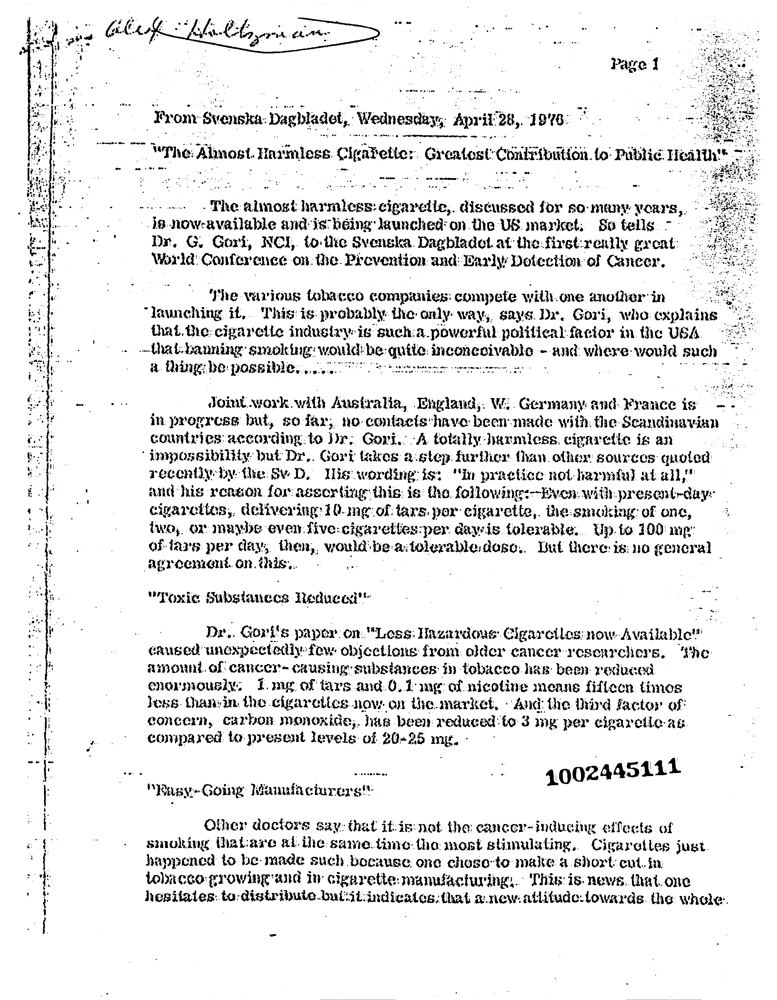 Alex Holtzman
Page 1
From Svenska Dagbladet, Wednesday, April 28, 1976
"The Almost Harmless Cigarette: Greatest Contribution to Public Health"
The almost harmless cigarette, discussed for so many years,
is now available and is being launched on the US market. So tells
Dr. G. Gori, NCI, to the Svenska Dagbladet at the first really great
World Conference on the Prevention and Early Detection of Cancer.
The various tobacco companies compete with one another in
launching it. This is probably the only way, says Dr. Gori, who explains
that the cigarette industry is such a powerful political factor in the USA
that banning smoking would be quite inconceivable - and where would such
a thing be possible.....
Joint work with Australia, England, W. Germany and France is
in progress but, so far, no contacts have been made with the Scandinavian
countries according to Dr. Gori. A totally harmless cigarette is an
impossibility but Dr. Gori takes a step further than other sources quoted
recently by the Sv D. His wording is: "In practice not harmful at all,"
and his reason for asserting this is the following: Even with present-day
cigarettes, delivering 10 mg of tars per cigarette, the smoking of one,
two, or maybe even five cigarettes per day is tolerable. Up to 100 mg
of tars per day, then, would be a tolerable dose. But there is no general
agreement on this.
"Toxic Substances Reduced"
Dr. Gori's paper on "Less Hazardous Cigarettes now Available"
caused unexpectedly few objections from older cancer researchers. The
amount of cancer-causing substances in tobacco has been reduced
enormously. 1 mg of tars and 0.1 mg of nicotine means fifteen times
less than in the cigarettes now on the market. And the third factor of
concern, carbon monoxide, has been reduced to 3 mg per cigarette as
compared to present levels of 20-25 mg.
1002445111
"Easy-Going Manufacturers"
Other doctors say that it is not the cancer-inducing effects of
smoking that are at the same time the most stimulating. Cigarettes just
happened to be made such because one chose to make a short cut in
tobacco growing and in cigarette manufacturing. This is news that one
hesitates to distribute but it indicates that a new attitude towards the whole